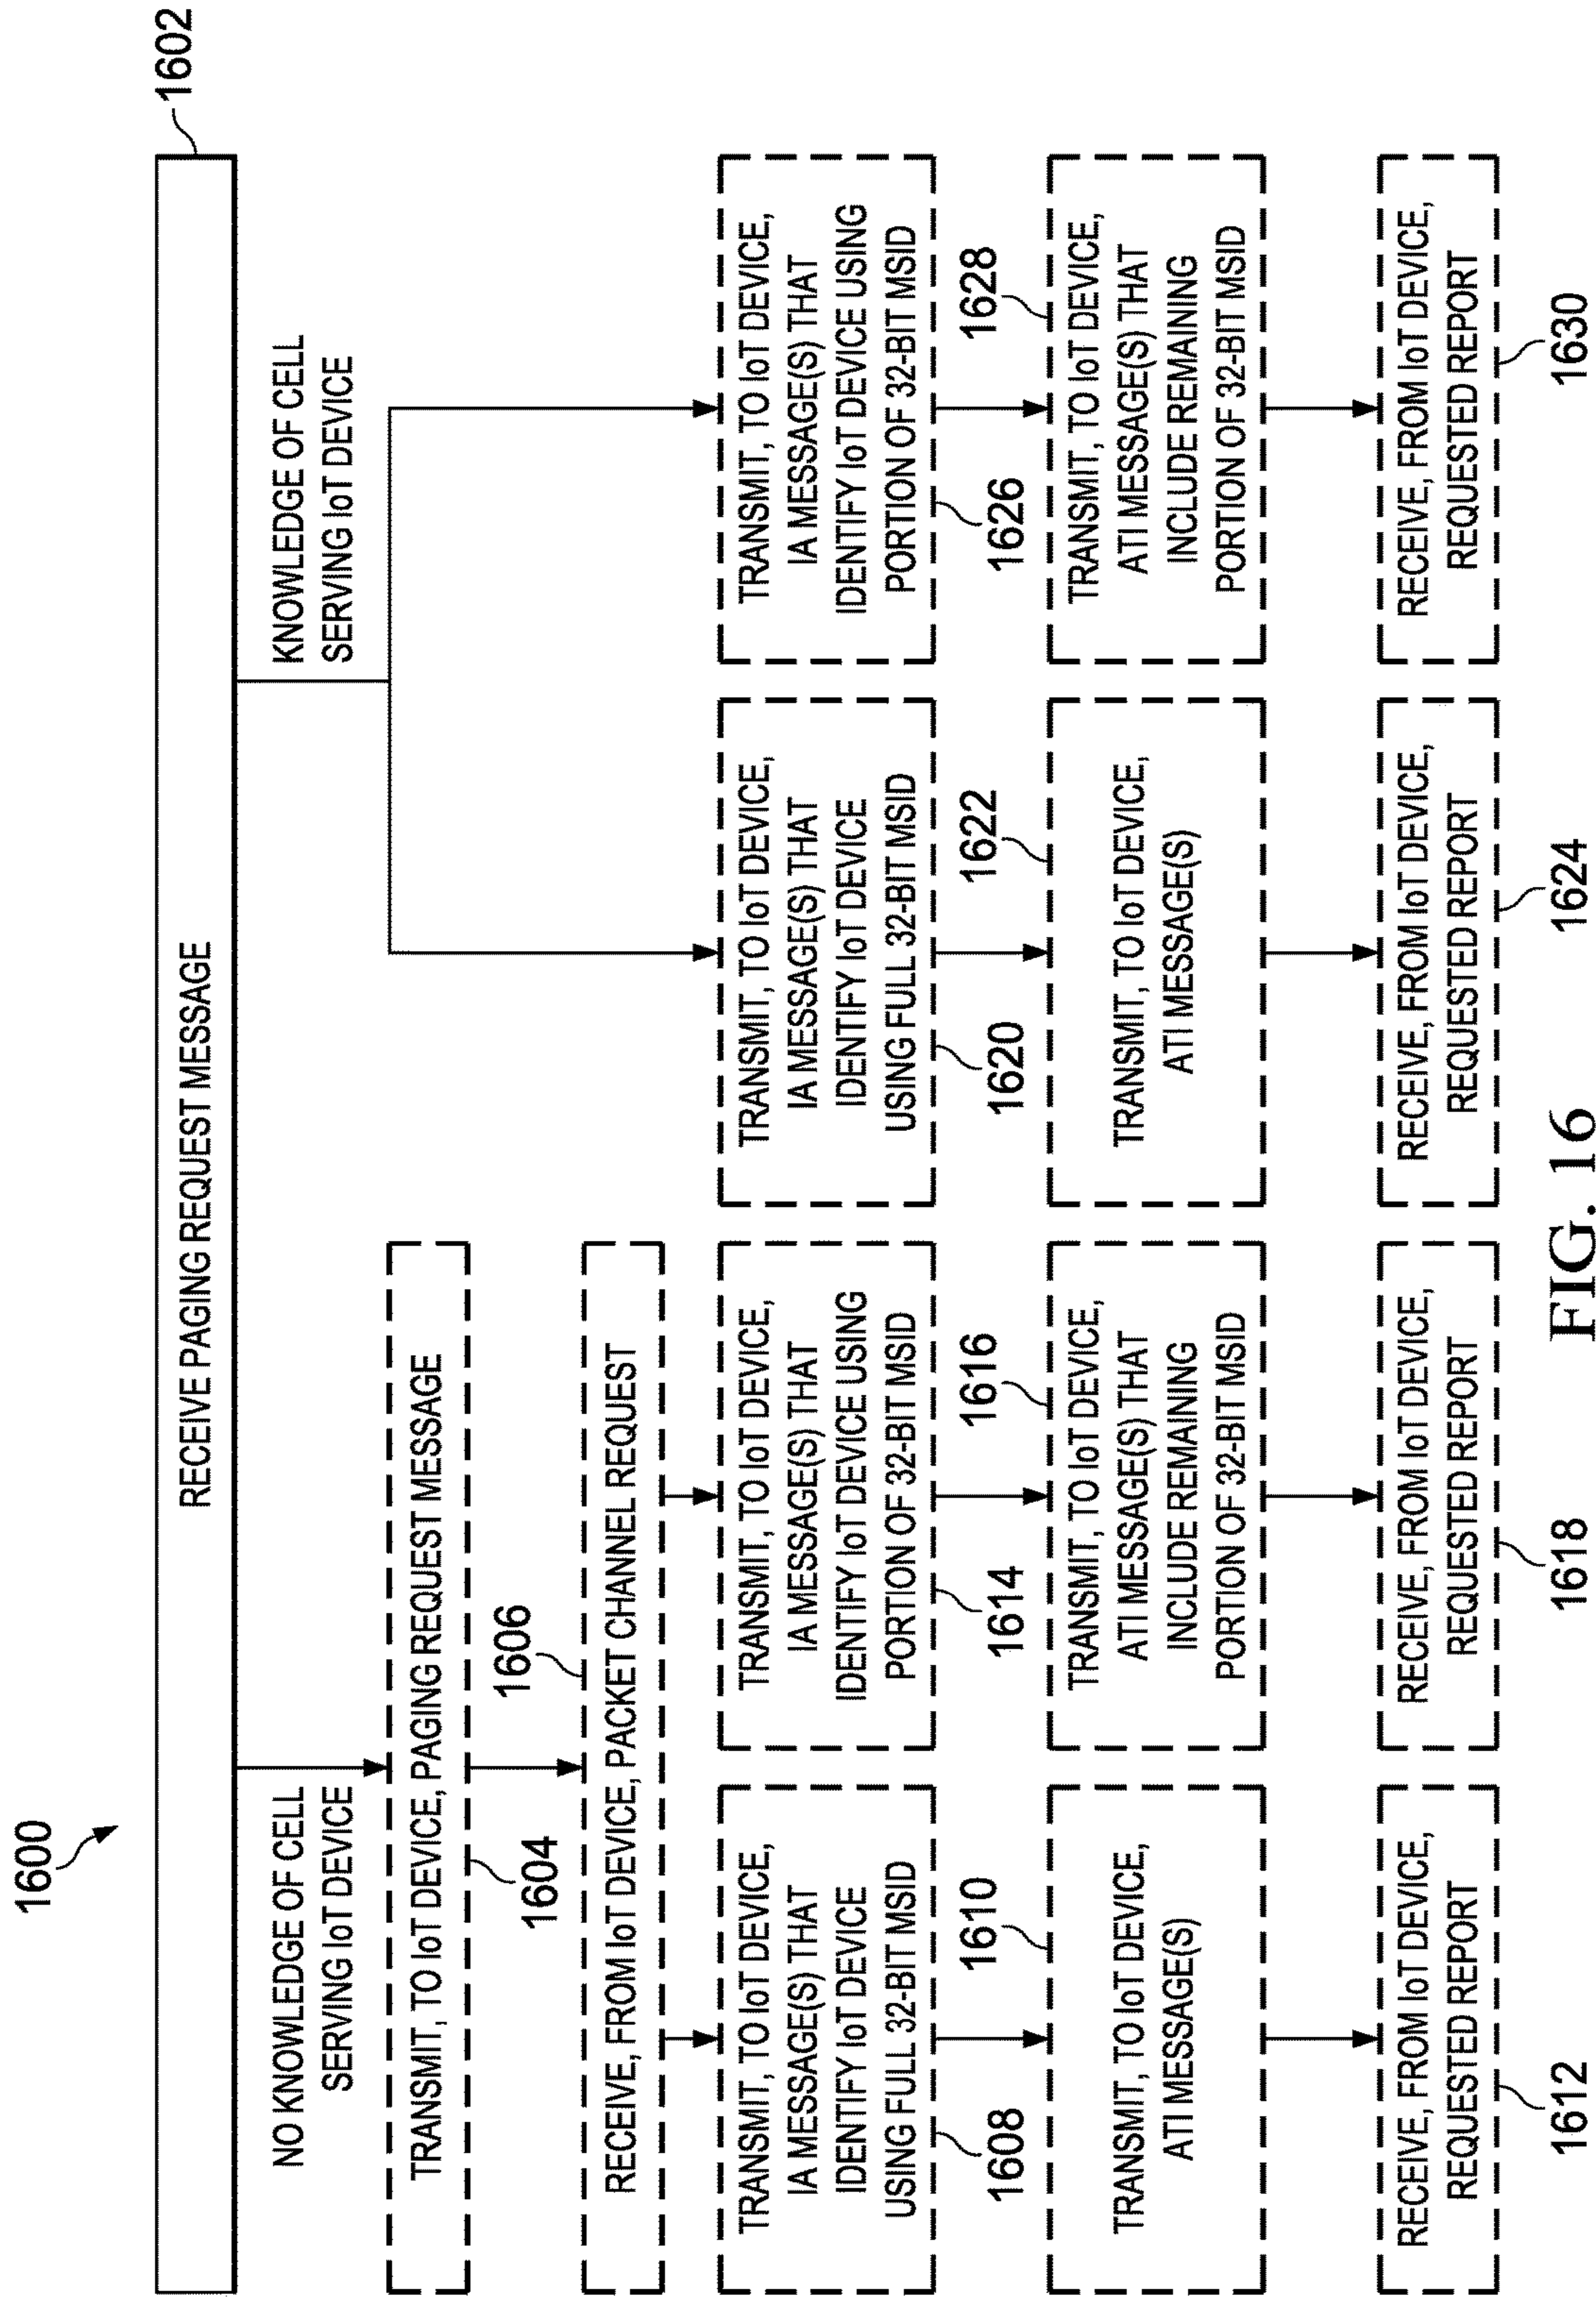 1600
RECEIVE PAGING REQUEST MESSAGE
1602
NO KNOWLEDGE OF CELL
SERVING IoT DEVICE
KNOWLEDGE OF CELL
SERVING IoT DEVICE
TRANSMIT, TO IoT DEVICE, PAGING REQUEST MESSAGE
1604
1606
RECEIVE, FROM IoT DEVICE, PACKET CHANNEL REQUEST
TRANSMIT, TO IoT DEVICE,
IA MESSAGE(S) THAT
IDENTIFY IoT DEVICE
USING FULL 32-BIT MSID
1608
1610
TRANSMIT, TO IoT DEVICE,
ATI MESSAGE(S)
RECEIVE, FROM IoT DEVICE,
REQUESTED REPORT
1612
TRANSMIT, TO IoT DEVICE,
IA MESSAGE(S) THAT
IDENTIFY IoT DEVICE USING
PORTION OF 32-BIT MSID
1614
1616
TRANSMIT, TO IoT DEVICE,
ATI MESSAGE(S) THAT
INCLUDE REMAINING
PORTION OF 32-BIT MSID
RECEIVE, FROM IoT DEVICE,
REQUESTED REPORT
1618
TRANSMIT, TO IoT DEVICE,
IA MESSAGE(S) THAT
IDENTIFY IoT DEVICE
USING FULL 32-BIT MSID
1620
1622
TRANSMIT, TO IoT DEVICE,
ATI MESSAGE(S)
RECEIVE, FROM IoT DEVICE,
REQUESTED REPORT
1624
TRANSMIT, TO IoT DEVICE,
IA MESSAGE(S) THAT
IDENTIFY IoT DEVICE USING
PORTION OF 32-BIT MSID
1626
1628
TRANSMIT, TO IoT DEVICE,
ATI MESSAGE(S) THAT
INCLUDE REMAINING
PORTION OF 32-BIT MSID
RECEIVE, FROM IoT DEVICE,
REQUESTED REPORT
1630
FIG. 16